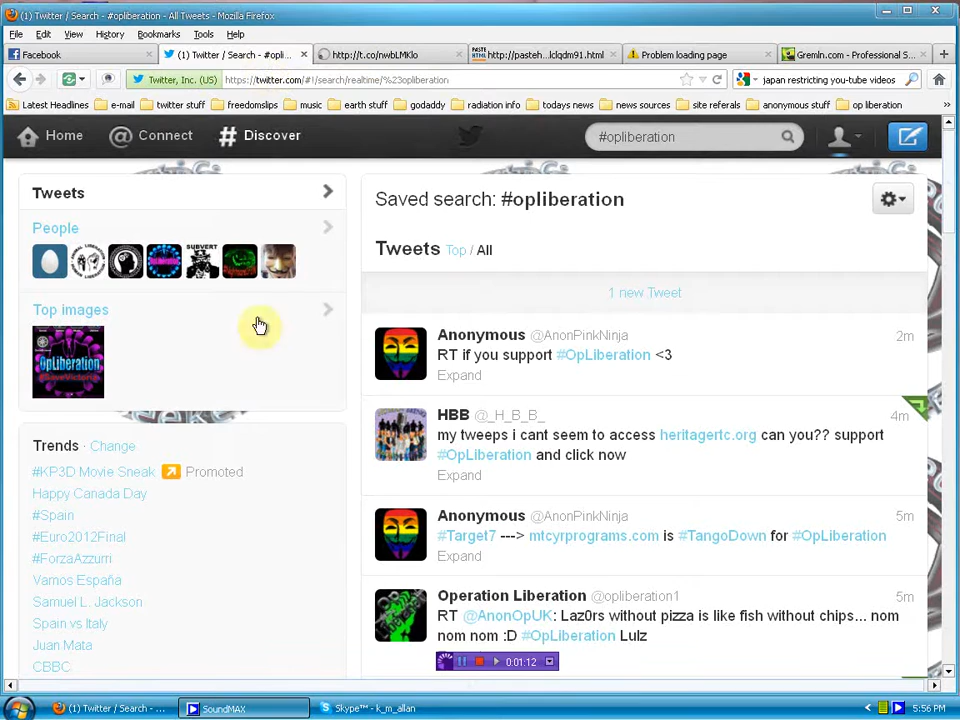 (1) Twitter / Search - #opliberation - All Tweets - Mozilla Firefox
File Edit View History Bookmarks Tools Help
Facebook
(1) Twitter / Search - #opli...
http://t.co/nwbLMKlo
http://pasteh...lclqdm91.html
Problem loading page
Gremln.com - Professional S...
Twitter, Inc. (US) https://twitter.com/#!/search/realtime/%23opliberation
japan restricting you-tube videos
Latest Headlines e-mail twitter stuff freedomslips music earth stuff godaddy radiation info todays news news sources site referals anonymous stuff op liberation
Home Connect Discover
#opliberation
Tweets
People
SUBVERT
Top images
OpLiberation
Trends · Change
#KP3D Movie Sneak Promoted
Happy Canada Day
#Spain
#Euro2012Final
#ForzaAzzurri
Vamos España
Samuel L. Jackson
Spain vs Italy
Juan Mata
CBBC
Saved search: #opliberation
Tweets Top / All
1 new Tweet
Anonymous @AnonPinkNinja 2m
RT if you support #OpLiberation <3
Expand
HBB @_H_B_B_ 4m
my tweeps i cant seem to access heritagertc.org can you?? support
#OpLiberation and click now
Expand
Anonymous @AnonPinkNinja 5m
#Target7 ---> mtcyrprograms.com is #TangoDown for #OpLiberation
Expand
Operation Liberation @opliberation1 5m
RT @AnonOpUK: Laz0rs without pizza is like fish without chips... nom
nom nom :D #OpLiberation Lulz
0:01:12
(1) Twitter / Search - ...
SoundMAX
Skype™ - k_m_allan
5:56 PM